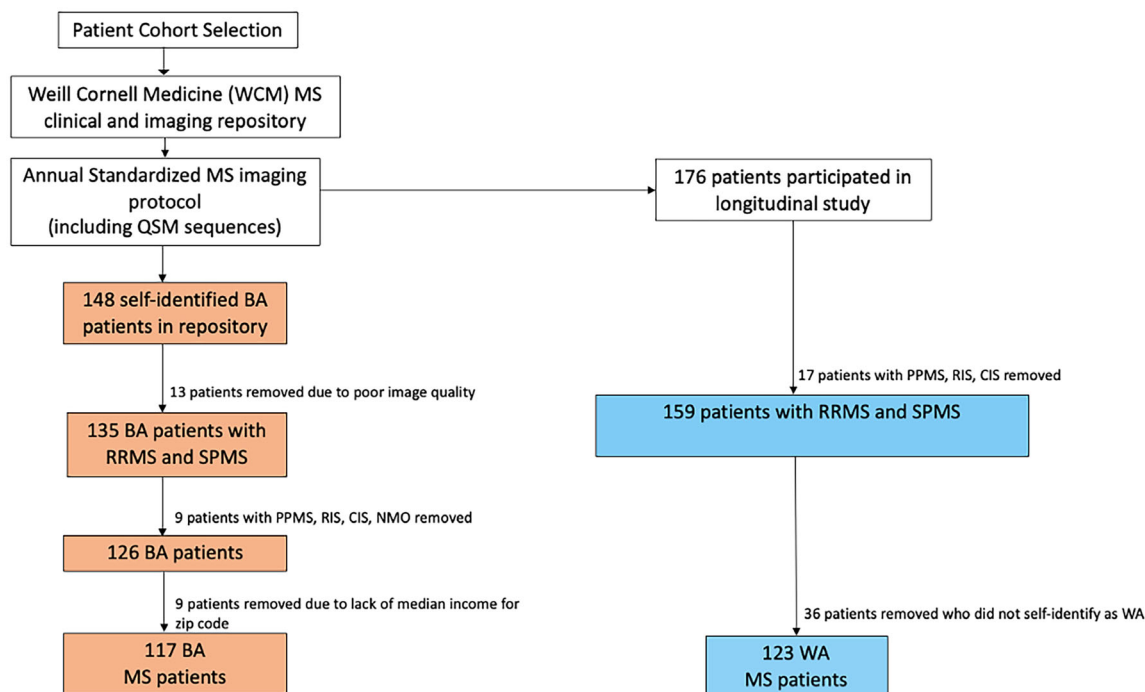 Patient Cohort Selection
Weill Cornell Medicine (WCM) MS
clinical and imaging repository
Annual Standardized MS imaging
protocol
(including QSM sequences)
176 patients participated in
longitudinal study
148 self-identified BA
patients in repository
13 patients removed due to poor image quality
17 patients with PPMS, RIS, CIS removed
135 BA patients with
RRMS and SPMS
159 patients with RRMS and SPMS
9 patients with PPMS, RIS, CIS, NMO removed
126 BA patients
9 patients removed due to lack of median income for
zip code
36 patients removed who did not self-identify as WA
117 BA
MS patients
123 WA
MS patients